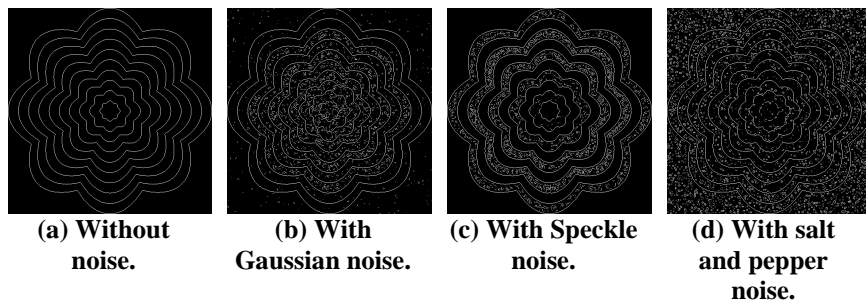 (a) Without
noise.
(b) With
Gaussian noise.
(c) With Speckle
noise.
(d) With salt
and pepper
noise.